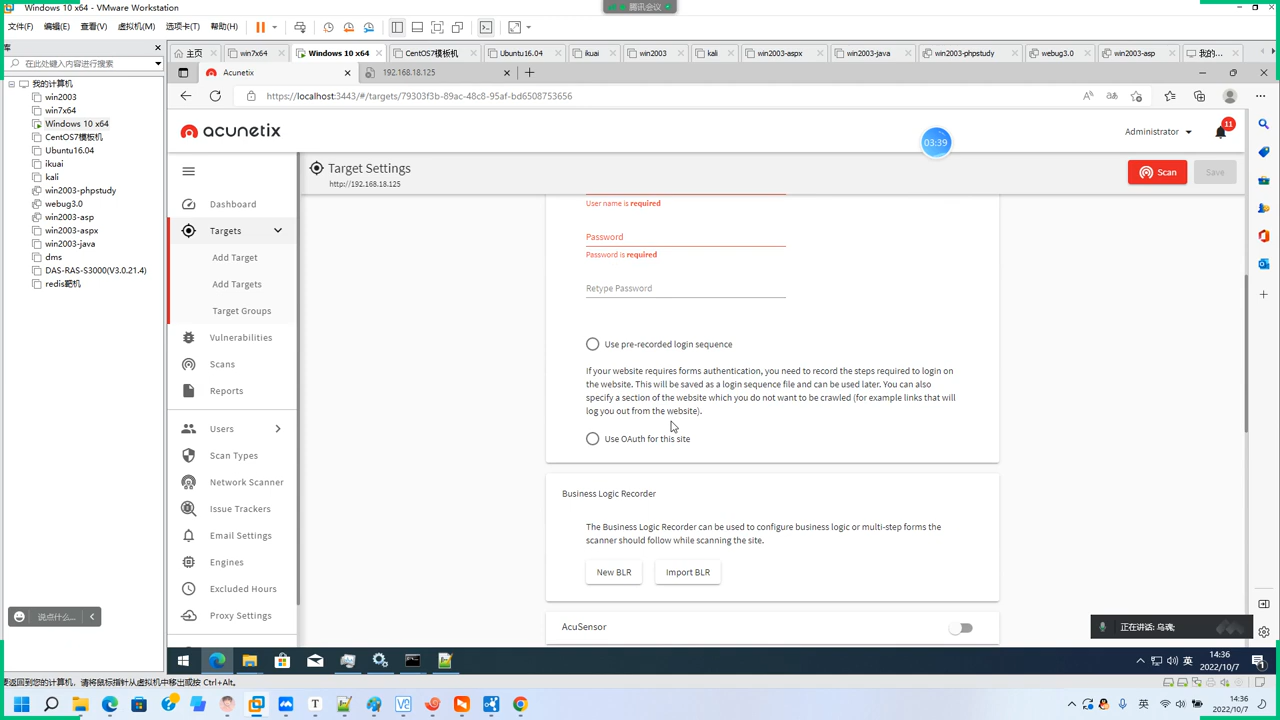 Windows 10 x64 - VMware Workstation
腾讯会议
文件(F) 编辑(E) 查看(V) 虚拟机(M) 选项卡(T) 帮助(H)
库
在此处键入内容进行搜索
我的计算机
win2003
win7x64
Windows 10 x64
CentOS7模板机
Ubuntu16.04
ikuai
kali
win2003-phpstudy
webug3.0
win2003-asp
win2003-aspx
win2003-java
dms
DAS-RAS-S3000(V3.0.21.4)
redis靶机
主页 win7x64 Windows 10 x64 CentOS7模板机 Ubuntu16.04 ikuai win2003 kali win2003-aspx win2003-java win2003-phpstudy webug3.0 win2003-asp 我的...
Acunetix 192.168.18.125
https://localhost:3443/#/targets/79303f3b-89ac-48c8-95af-bd6508753656
acunetix
03:39
Administrator
11
Target Settings
http://192.168.18.125
Scan
Save
Dashboard
Targets
Add Target
Add Targets
Target Groups
Vulnerabilities
Scans
Reports
Users
Scan Types
Network Scanner
Issue Trackers
Email Settings
Engines
Excluded Hours
Proxy Settings
User name is required
Password
Password is required
Retype Password
Use pre-recorded login sequence
If your website requires forms authentication, you need to record the steps required to login on
the website. This will be saved as a login sequence file and can be used later. You can also
specify a section of the website which you do not want to be crawled (for example links that will
log you out from the website).
Use OAuth for this site
Business Logic Recorder
The Business Logic Recorder can be used to configure business logic or multi-step forms the
scanner should follow while scanning the site.
New BLR
Import BLR
AcuSensor
说点什么...
正在讲话: 乌魂;
英
14:36
2022/10/7
1
要返回到您的计算机，请将鼠标指针从虚拟机中移出或按 Ctrl+Alt。
英
14:36
2022/10/7